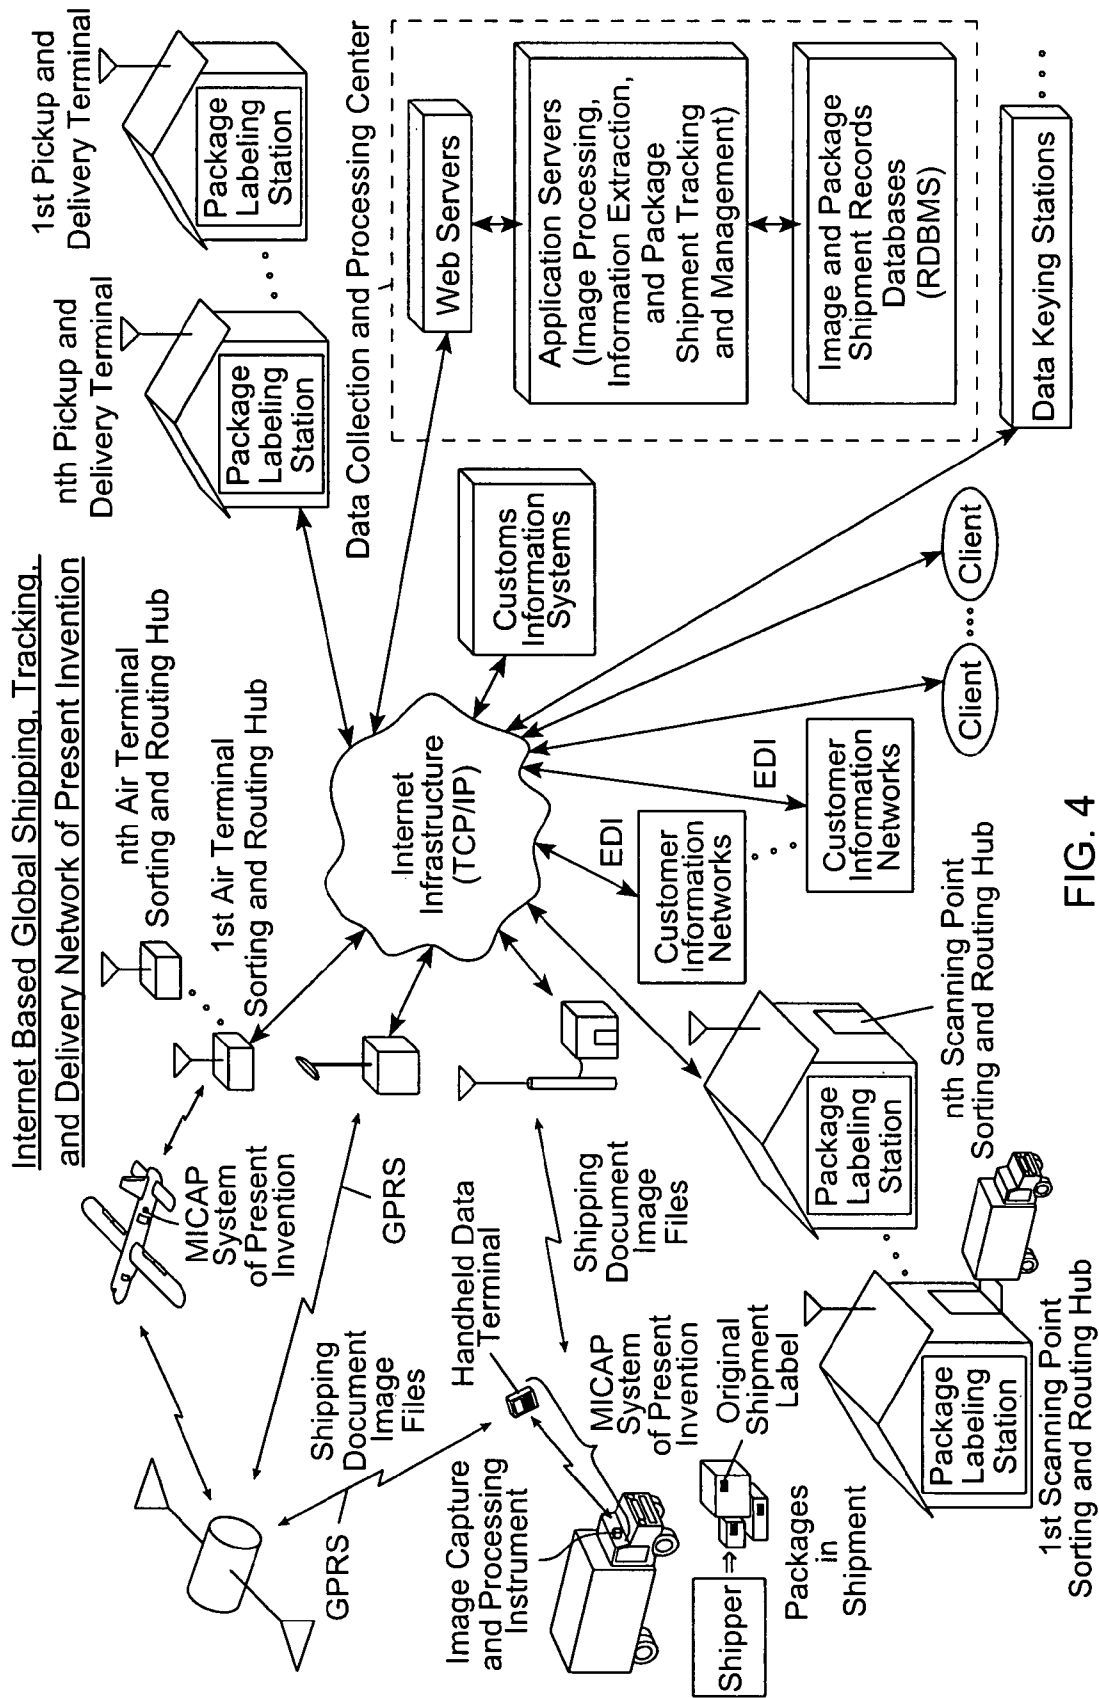 Internet Based Global Shipping, Tracking,
and Delivery Network of Present Invention
nth Air Terminal
Sorting and Routing Hub
1st Air Terminal
Sorting and Routing Hub
nth Pickup and
Delivery Terminal
Package
Labeling
Station
1st Pickup and
Delivery Terminal
Package
Labeling
Station
MICAP
System
of Present
Invention
GPRS
Shipping
Document
Image
Files
GPRS
Handheld Data
Terminal
Image Capture
and Processing
Instrument
MICAP
System
of Present
Invention
Shipping
Document
Image
Files
Internet
Infrastructure
(TCP/IP)
Data Collection and Processing Center
Web Servers
Application Servers
(Image Processing,
Information Extraction,
and Package
Shipment Tracking
and Management)
Image and Package
Shipment Records
Databases
(RDBMS)
Customs
Information
Systems
Data Keying Stations
Client
Client
EDI
Customer
Information
Networks
EDI
Customer
Information
Networks
Shipper
Packages
in
Shipment
Original
Shipment
Label
Package
Labeling
Station
nth Scanning Point
Sorting and Routing Hub
Package
Labeling
Station
1st Scanning Point
Sorting and Routing Hub
FIG. 4